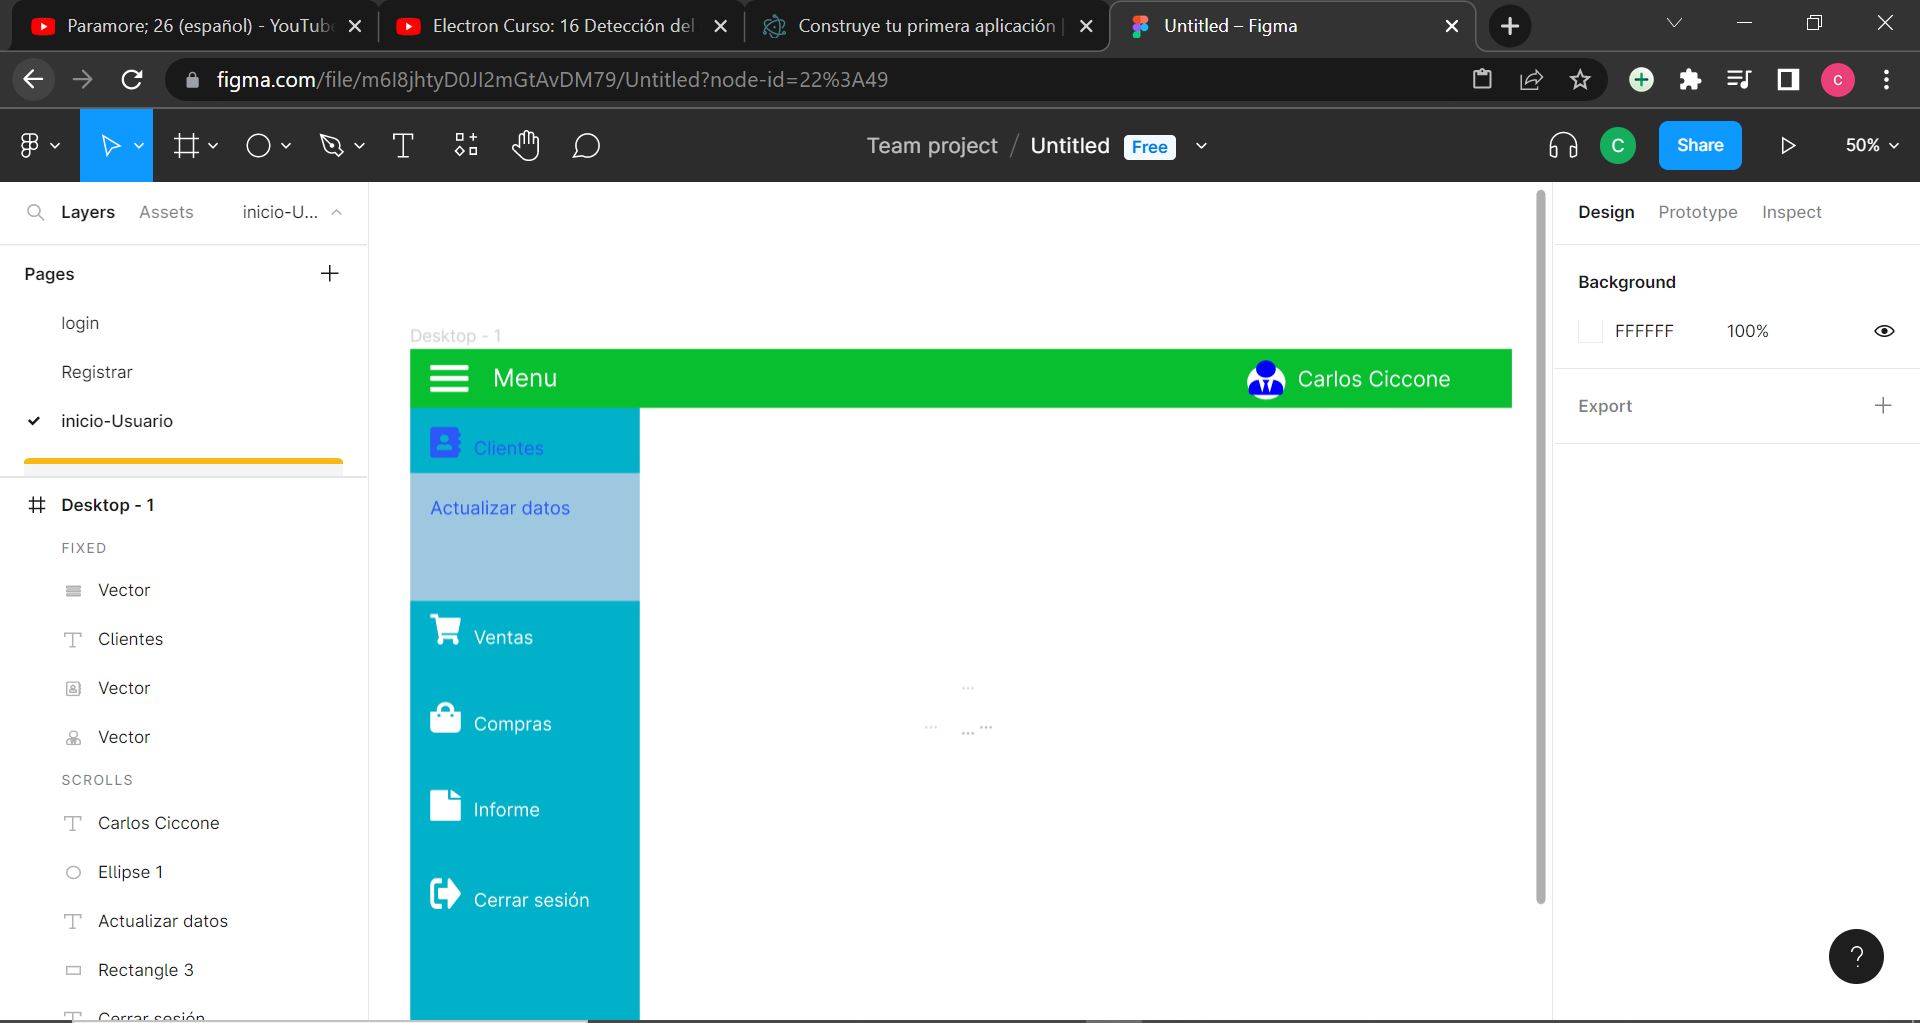 Paramore; 26 (español) - YouTub
Electron Curso: 16 Detección del
Construye tu primera aplicación |
Untitled – Figma
figma.com/file/m6I8jhtyD0JI2mGtAvDM79/Untitled?node-id=22%3A49
c
Team project / Untitled Free
C
Share
50%
Layers Assets inicio-U...
Design Prototype Inspect
Pages
login
Registrar
inicio-Usuario
Desktop - 1
FIXED
Vector
Clientes
Vector
Vector
SCROLLS
Carlos Ciccone
Ellipse 1
Actualizar datos
Rectangle 3
Cerrar sesión
Desktop - 1
Menu
Carlos Ciccone
Clientes
Actualizar datos
Ventas
Compras
Informe
Cerrar sesión
...
... ...
...
Background
FFFFFF 100%
Export
?